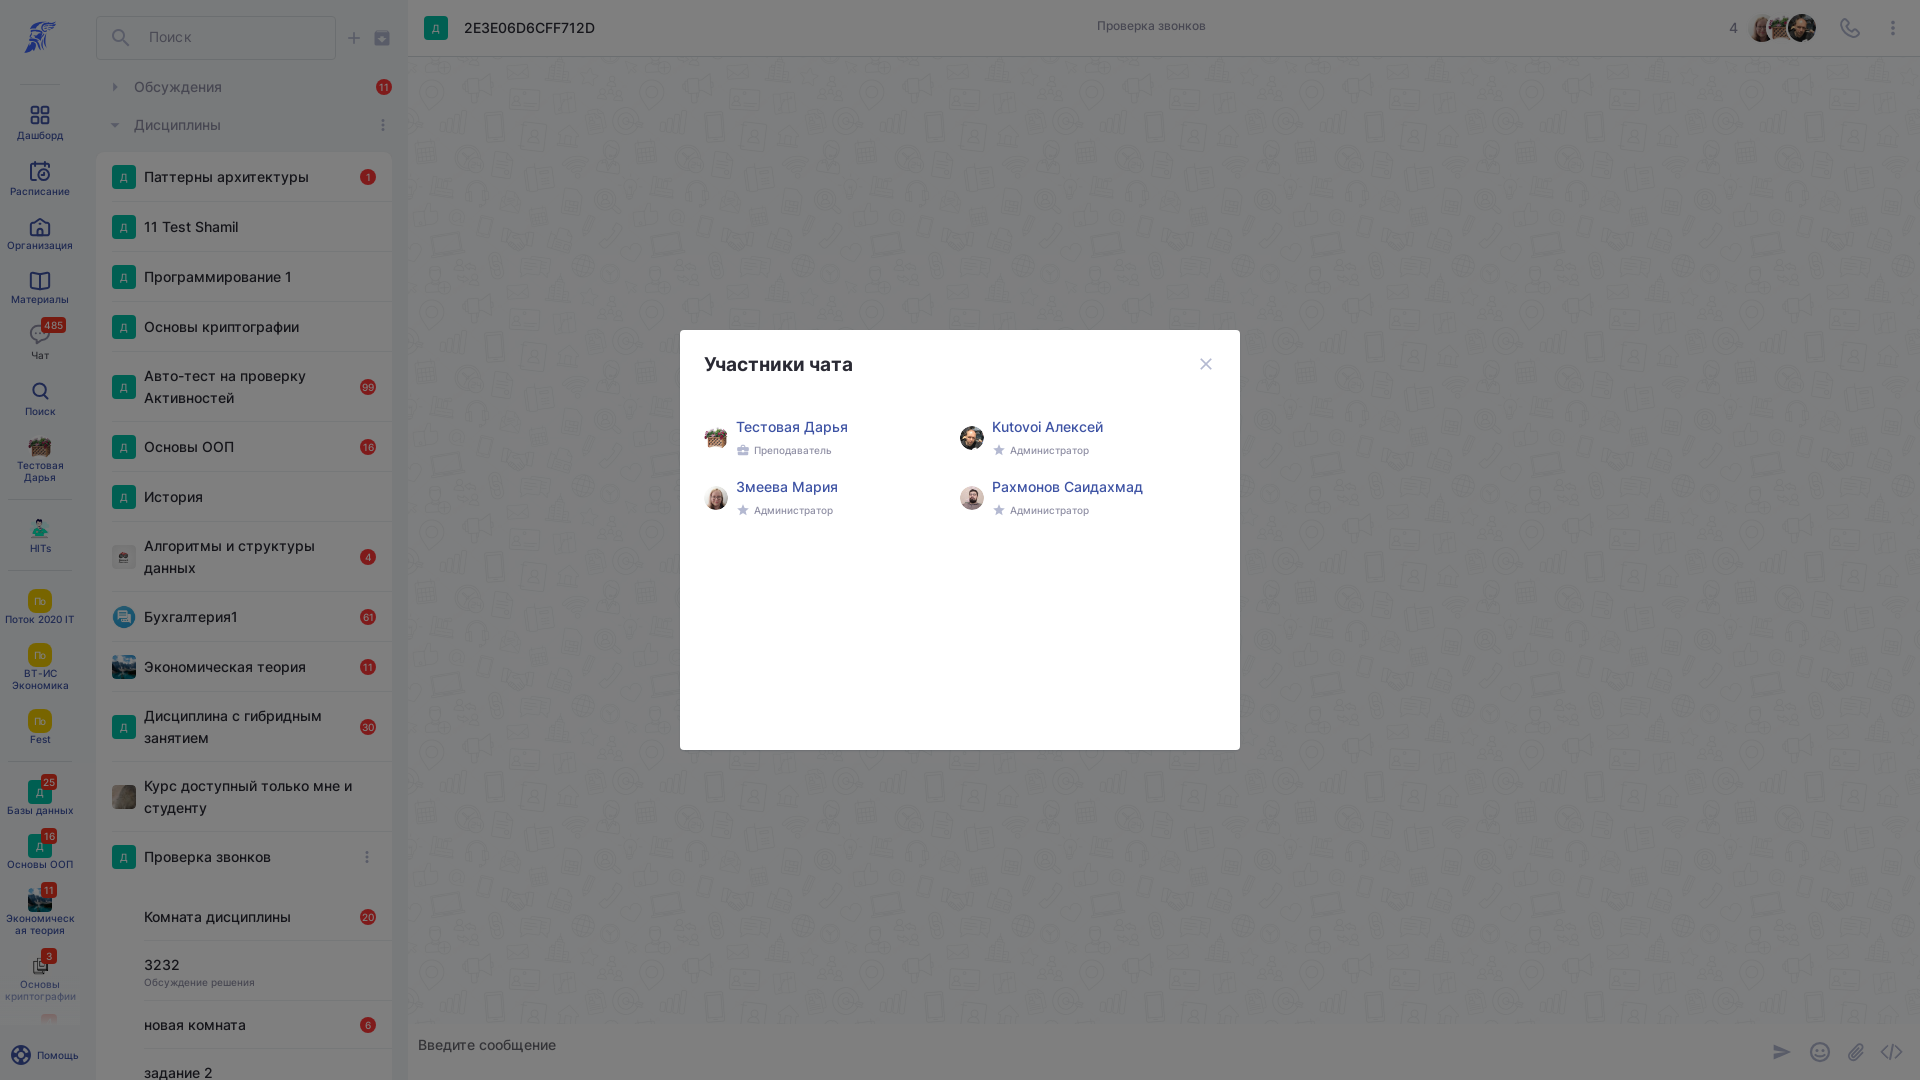 Дашборд
Расписание
Организация
Материалы
485
Чат
Поиск
Тестовая
Дарья
HITs
По
Поток 2020 IT
По
ВТ-ИС
Экономика
По
Fest
25
Д
Базы данных
16
Д
Основы ООП
11
Экономическ
ая теория
3
Основы
криптографии
Помощь
Поиск
Обсуждения
11
Дисциплины
Д
Паттерны архитектуры
1
Д
11 Test Shamil
Д
Программирование 1
Д
Основы криптографии
Д
Авто-тест на проверку
Активностей
99
Д
Основы ООП
16
Д
История
Алгоритмы и структуры
данных
4
Бухгалтерия1
61
Экономическая теория
11
Д
Дисциплина с гибридным
занятием
30
Курс доступный только мне и
студенту
Д
Проверка звонков
Комната дисциплины
20
3232
Обсуждение решения
новая комната
6
задание 2
Д
2E3E06D6CFF712D
Проверка звонков
4
Участники чата
Тестовая Дарья
Преподаватель
Kutovoi Алексей
Администратор
Змеева Мария
Администратор
Рахмонов Саидахмад
Администратор
Введите сообщение